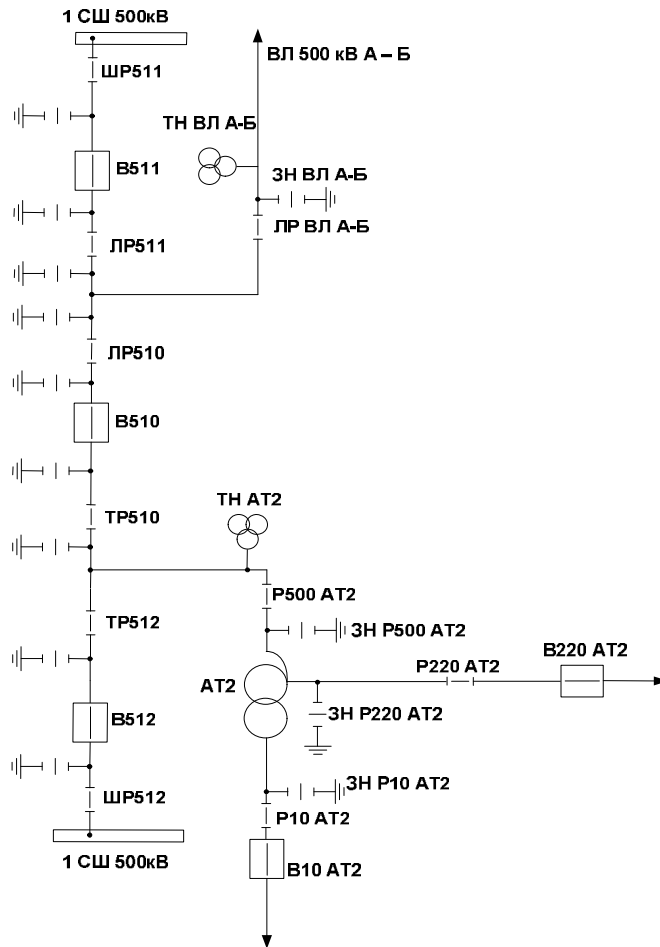 1 СШ 500кВ
ШР511
ВЛ 500 кВ А – Б
ТН ВЛ А-Б
В511
ЗН ВЛ А-Б
ЛР ВЛ А-Б
ЛР511
ЛР510
В510
ТН АТ2
ТР510
Р500 АТ2
ТР512
ЗН Р500 АТ2
Р220 АТ2
В220 АТ2
АТ2
В512
ЗН Р220 АТ2
ЗН Р10 АТ2
ШР512
Р10 АТ2
1 СШ 500кВ
В10 АТ2